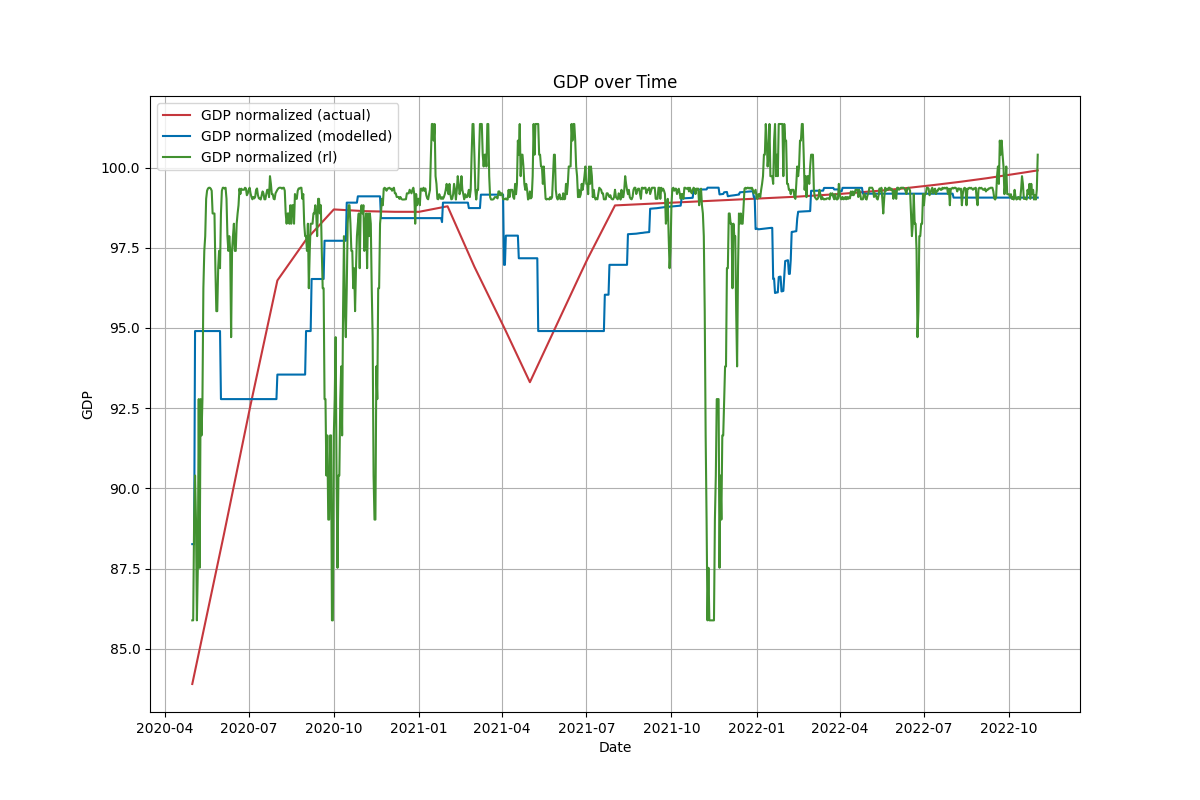 GDP over Time
GDP normalized (actual)
GDP normalized (modelled)
GDP normalized (rl)
100.0
97.5
95.0
92.5
90.0
87.5
85.0
GDP
2020-04 2020-07 2020-10 2021-01 2021-04 2021-07 2021-10 2022-01 2022-04 2022-07 2022-10
Date